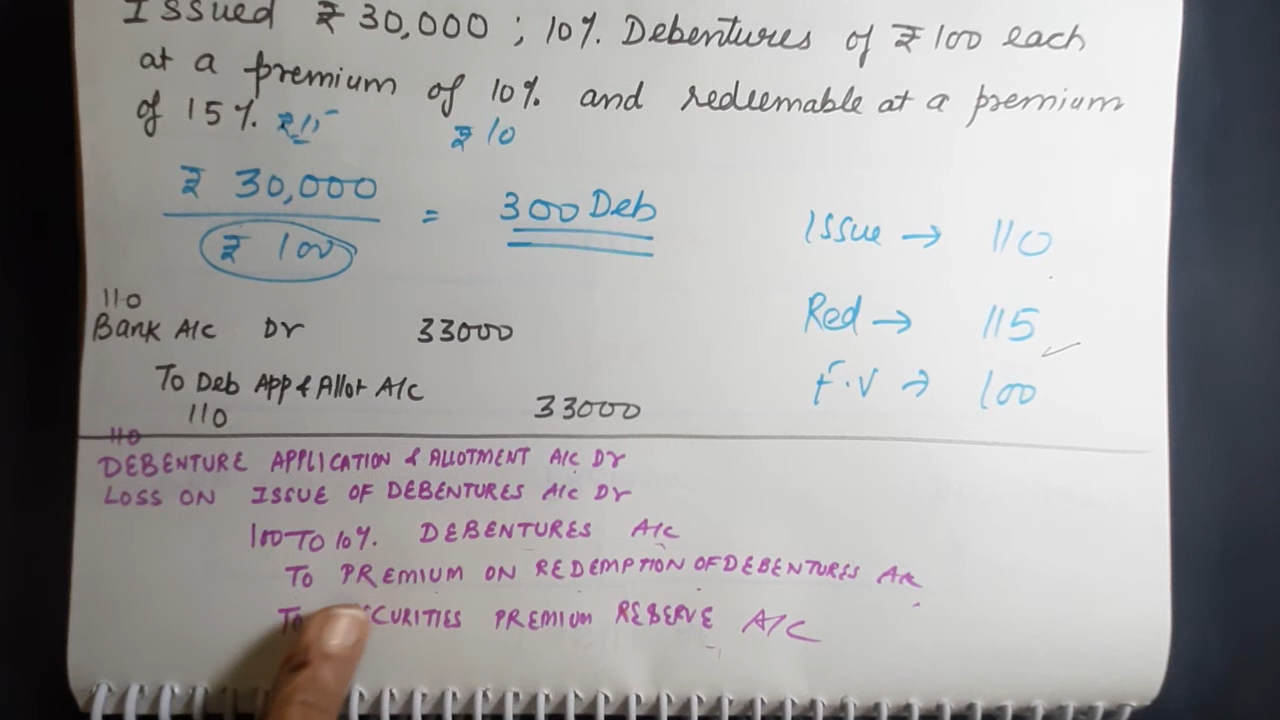 Issued ₹ 30,000 ; 10%. Debentures of ₹ 100 each
at a premium of 10%. and redeemable at a premium
of 15%. ₹15
₹ 10
₹ 30,000
₹ 100
= 300 Deb
Issue → 110
Red → 115
F.V → 100
110
Bank A/c Dr 33000
To Deb App & Allot A/C
110
33000
110
DEBENTURE APPLICATION & ALLOTMENT A/C Dr
LOSS ON ISSUE OF DEBENTURES A/C Dr
100 TO 10%. DEBENTURES A/C
TO PREMIUM ON REDEMPTION OF DEBENTURES A/c
To CURITIES PREMIUM RESERVE A/C